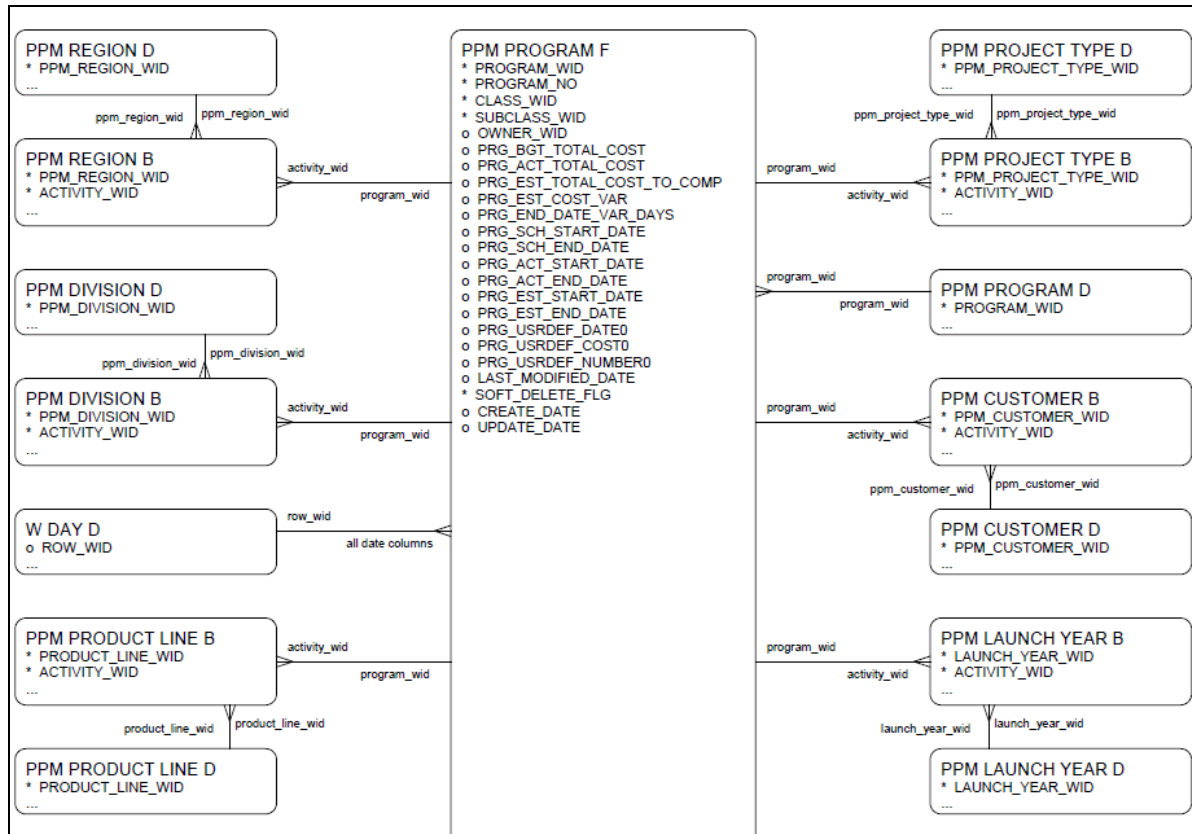 PPM REGION D
* PPM_REGION_WID
...
ppm_region_wid
ppm_region_wid
PPM REGION B
* PPM_REGION_WID
* ACTIVITY_WID
...
activity_wid
program_wid
PPM DIVISION D
* PPM_DIVISION_WID
...
ppm_division_wid
ppm_division_wid
PPM DIVISION B
* PPM_DIVISION_WID
* ACTIVITY_WID
...
activity_wid
program_wid
W DAY D
o ROW_WID
...
row_wid
all date columns
PPM PRODUCT LINE B
* PRODUCT_LINE_WID
* ACTIVITY_WID
...
activity_wid
program_wid
product_line_wid
product_line_wid
PPM PRODUCT LINE D
* PRODUCT_LINE_WID
...
PPM PROGRAM F
* PROGRAM_WID
* PROGRAM_NO
* CLASS_WID
* SUBCLASS_WID
o OWNER_WID
o PRG_BGT_TOTAL_COST
o PRG_ACT_TOTAL_COST
o PRG_EST_TOTAL_COST_TO_COMP
o PRG_EST_COST_VAR
o PRG_END_DATE_VAR_DAYS
o PRG_SCH_START_DATE
o PRG_SCH_END_DATE
o PRG_ACT_START_DATE
o PRG_ACT_END_DATE
o PRG_EST_START_DATE
o PRG_EST_END_DATE
o PRG_USRDEF_DATE0
o PRG_USRDEF_COST0
o PRG_USRDEF_NUMBER0
o LAST_MODIFIED_DATE
* SOFT_DELETE_FLG
o CREATE_DATE
o UPDATE_DATE
PPM PROJECT TYPE D
* PPM_PROJECT_TYPE_WID
...
ppm_project_type_wid
ppm_project_type_wid
PPM PROJECT TYPE B
* PPM_PROJECT_TYPE_WID
* ACTIVITY_WID
...
program_wid
activity_wid
program_wid
program_wid
PPM PROGRAM D
* PROGRAM_WID
...
program_wid
activity_wid
PPM CUSTOMER B
* PPM_CUSTOMER_WID
* ACTIVITY_WID
...
ppm_customer_wid
ppm_customer_wid
PPM CUSTOMER D
* PPM_CUSTOMER_WID
...
program_wid
activity_wid
PPM LAUNCH YEAR B
* LAUNCH_YEAR_WID
* ACTIVITY_WID
...
launch_year_wid
launch_year_wid
PPM LAUNCH YEAR D
* LAUNCH_YEAR_WID
...